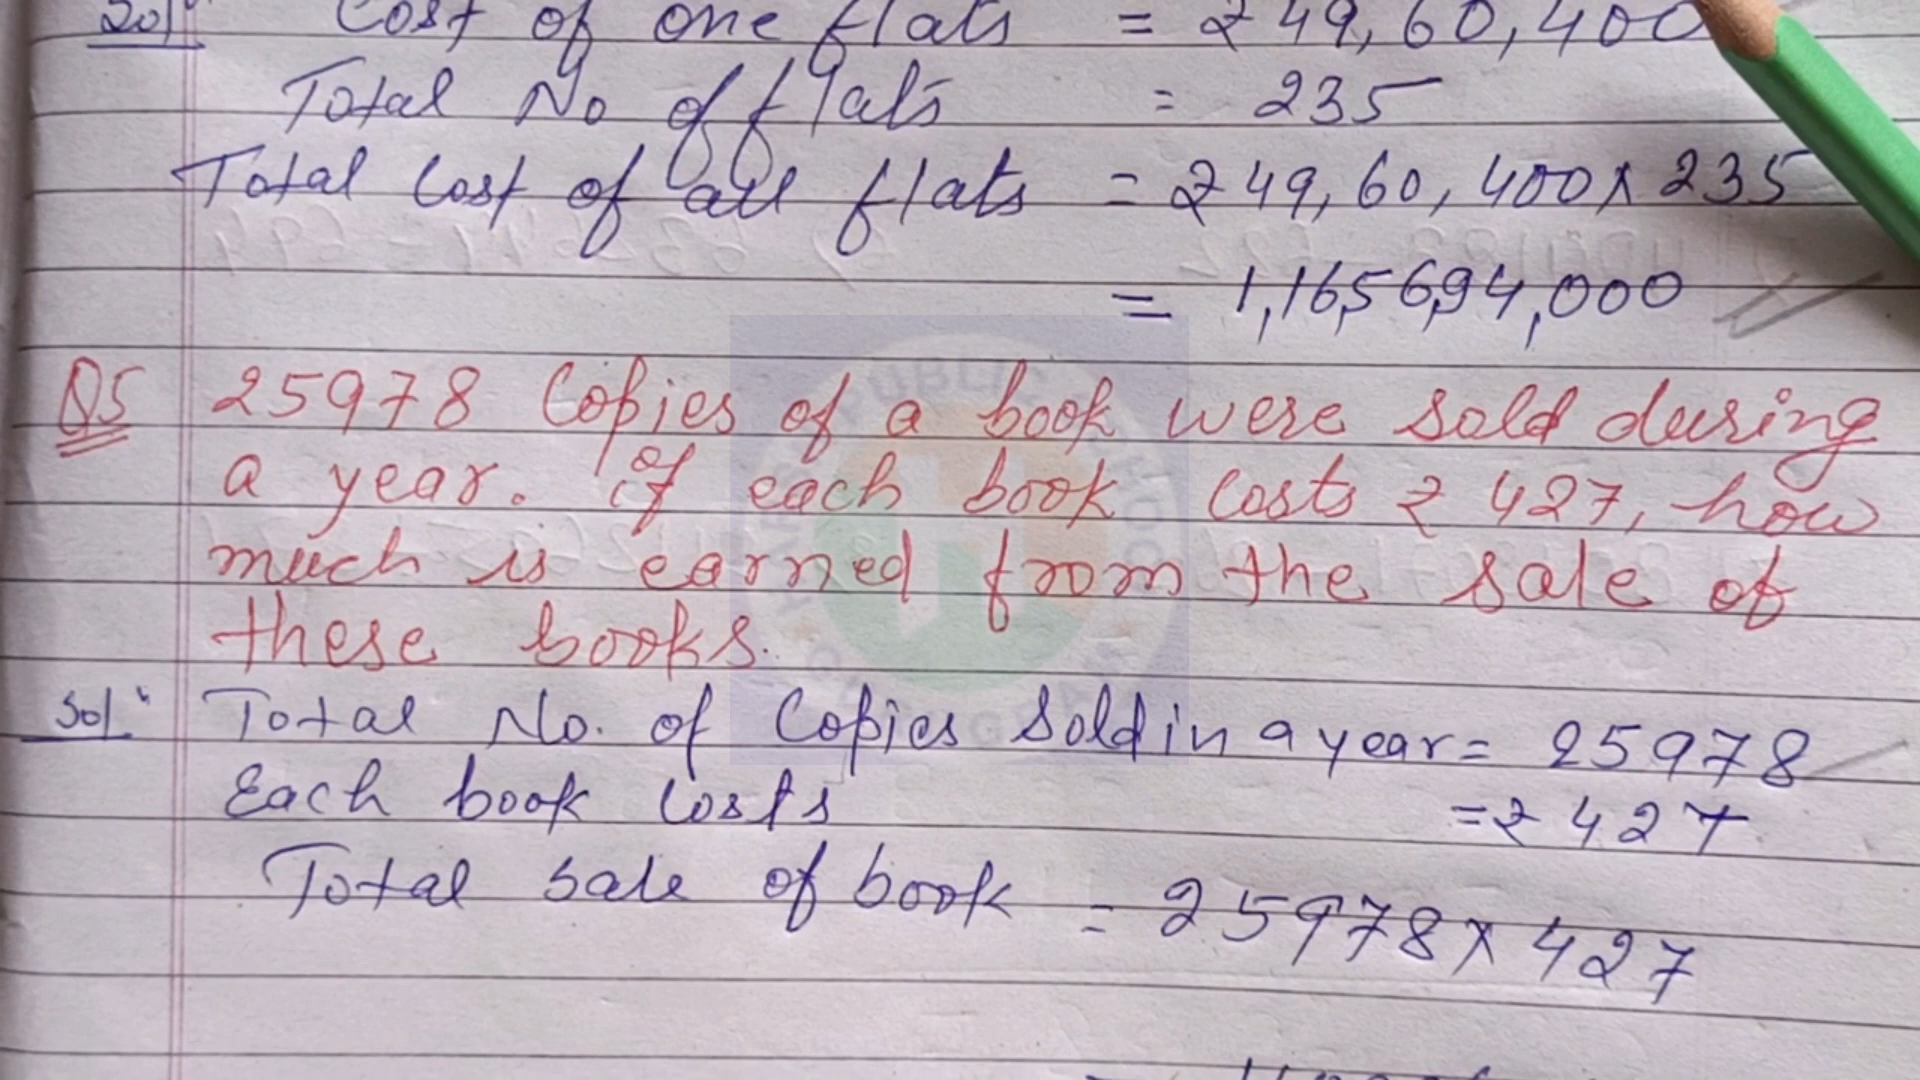 Sol: Cost of one flats = ₹ 49,60,400
Total No of flats = 235
Total Cost of all flats = ₹ 49,60,400 × 235
= 1,165,694,000
Q5 25978 Copies of a book were sold during
a year. if each book costs ₹ 427, how
much is earned from the sale of
these books.
Sol: Total No. of Copies Sold in a year = 25978
Each book Costs = ₹ 427
Total sale of book = 25978 × 427